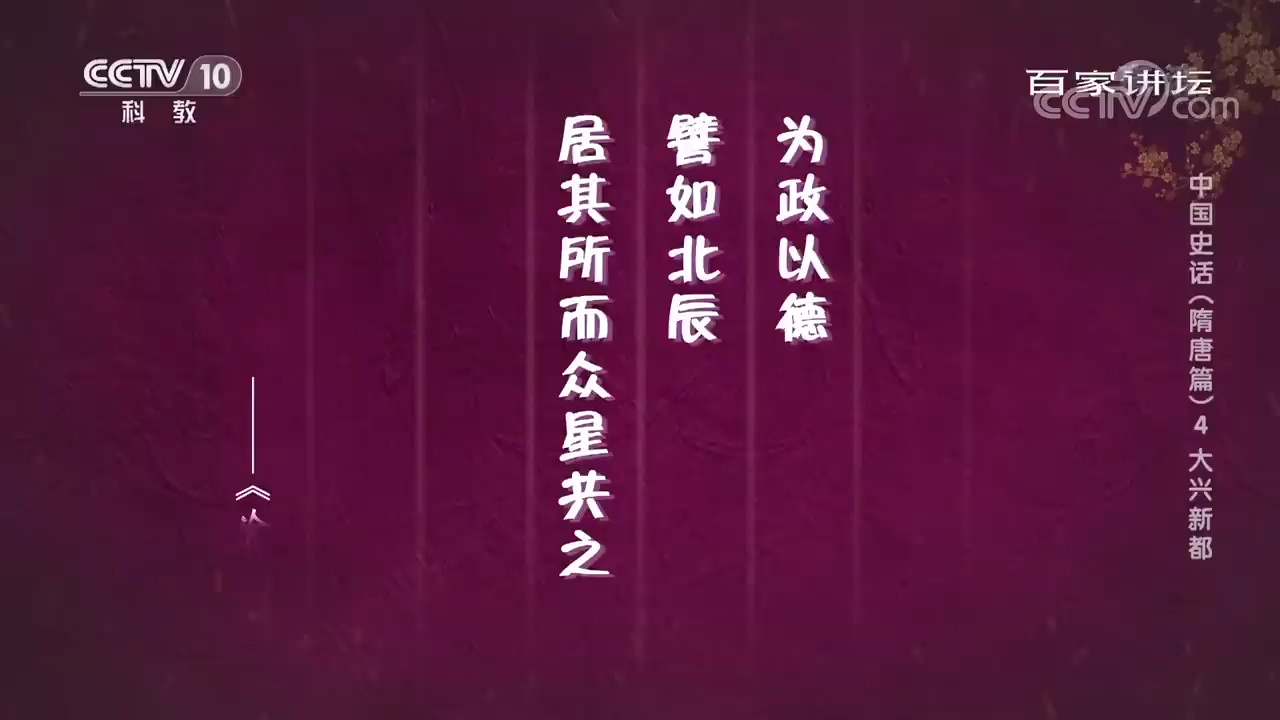 CCTV 10
科教
百家讲坛
CCTV.com
为政以德
譬如北辰
居其所而众星共之
——《
中国史话(隋唐篇)4 大兴新都